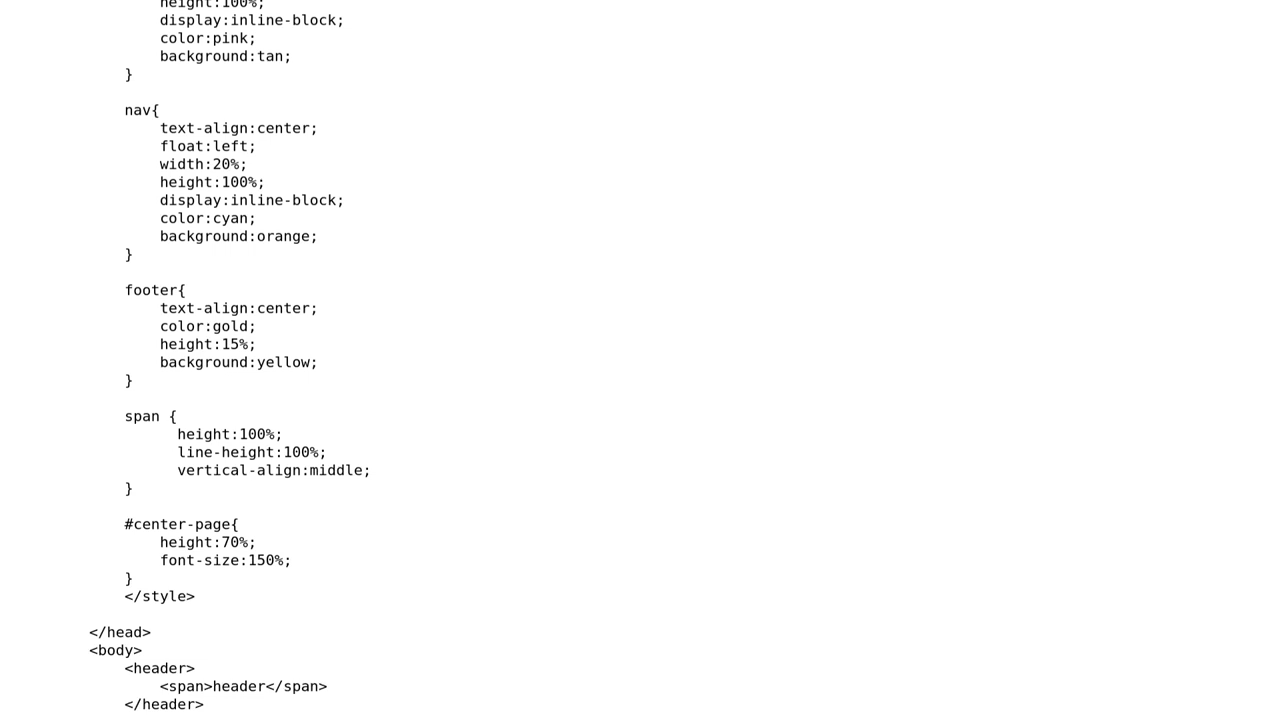 height:100%;
display:inline-block;
color:pink;
background:tan;
}
nav{
text-align:center;
float:left;
width:20%;
height:100%;
display:inline-block;
color:cyan;
background:orange;
}
footer{
text-align:center;
color:gold;
height:15%;
background:yellow;
}
span {
height:100%;
line-height:100%;
vertical-align:middle;
}
#center-page{
height:70%;
font-size:150%;
}
</style>
</head>
<body>
<header>
<span>header</span>
</header>